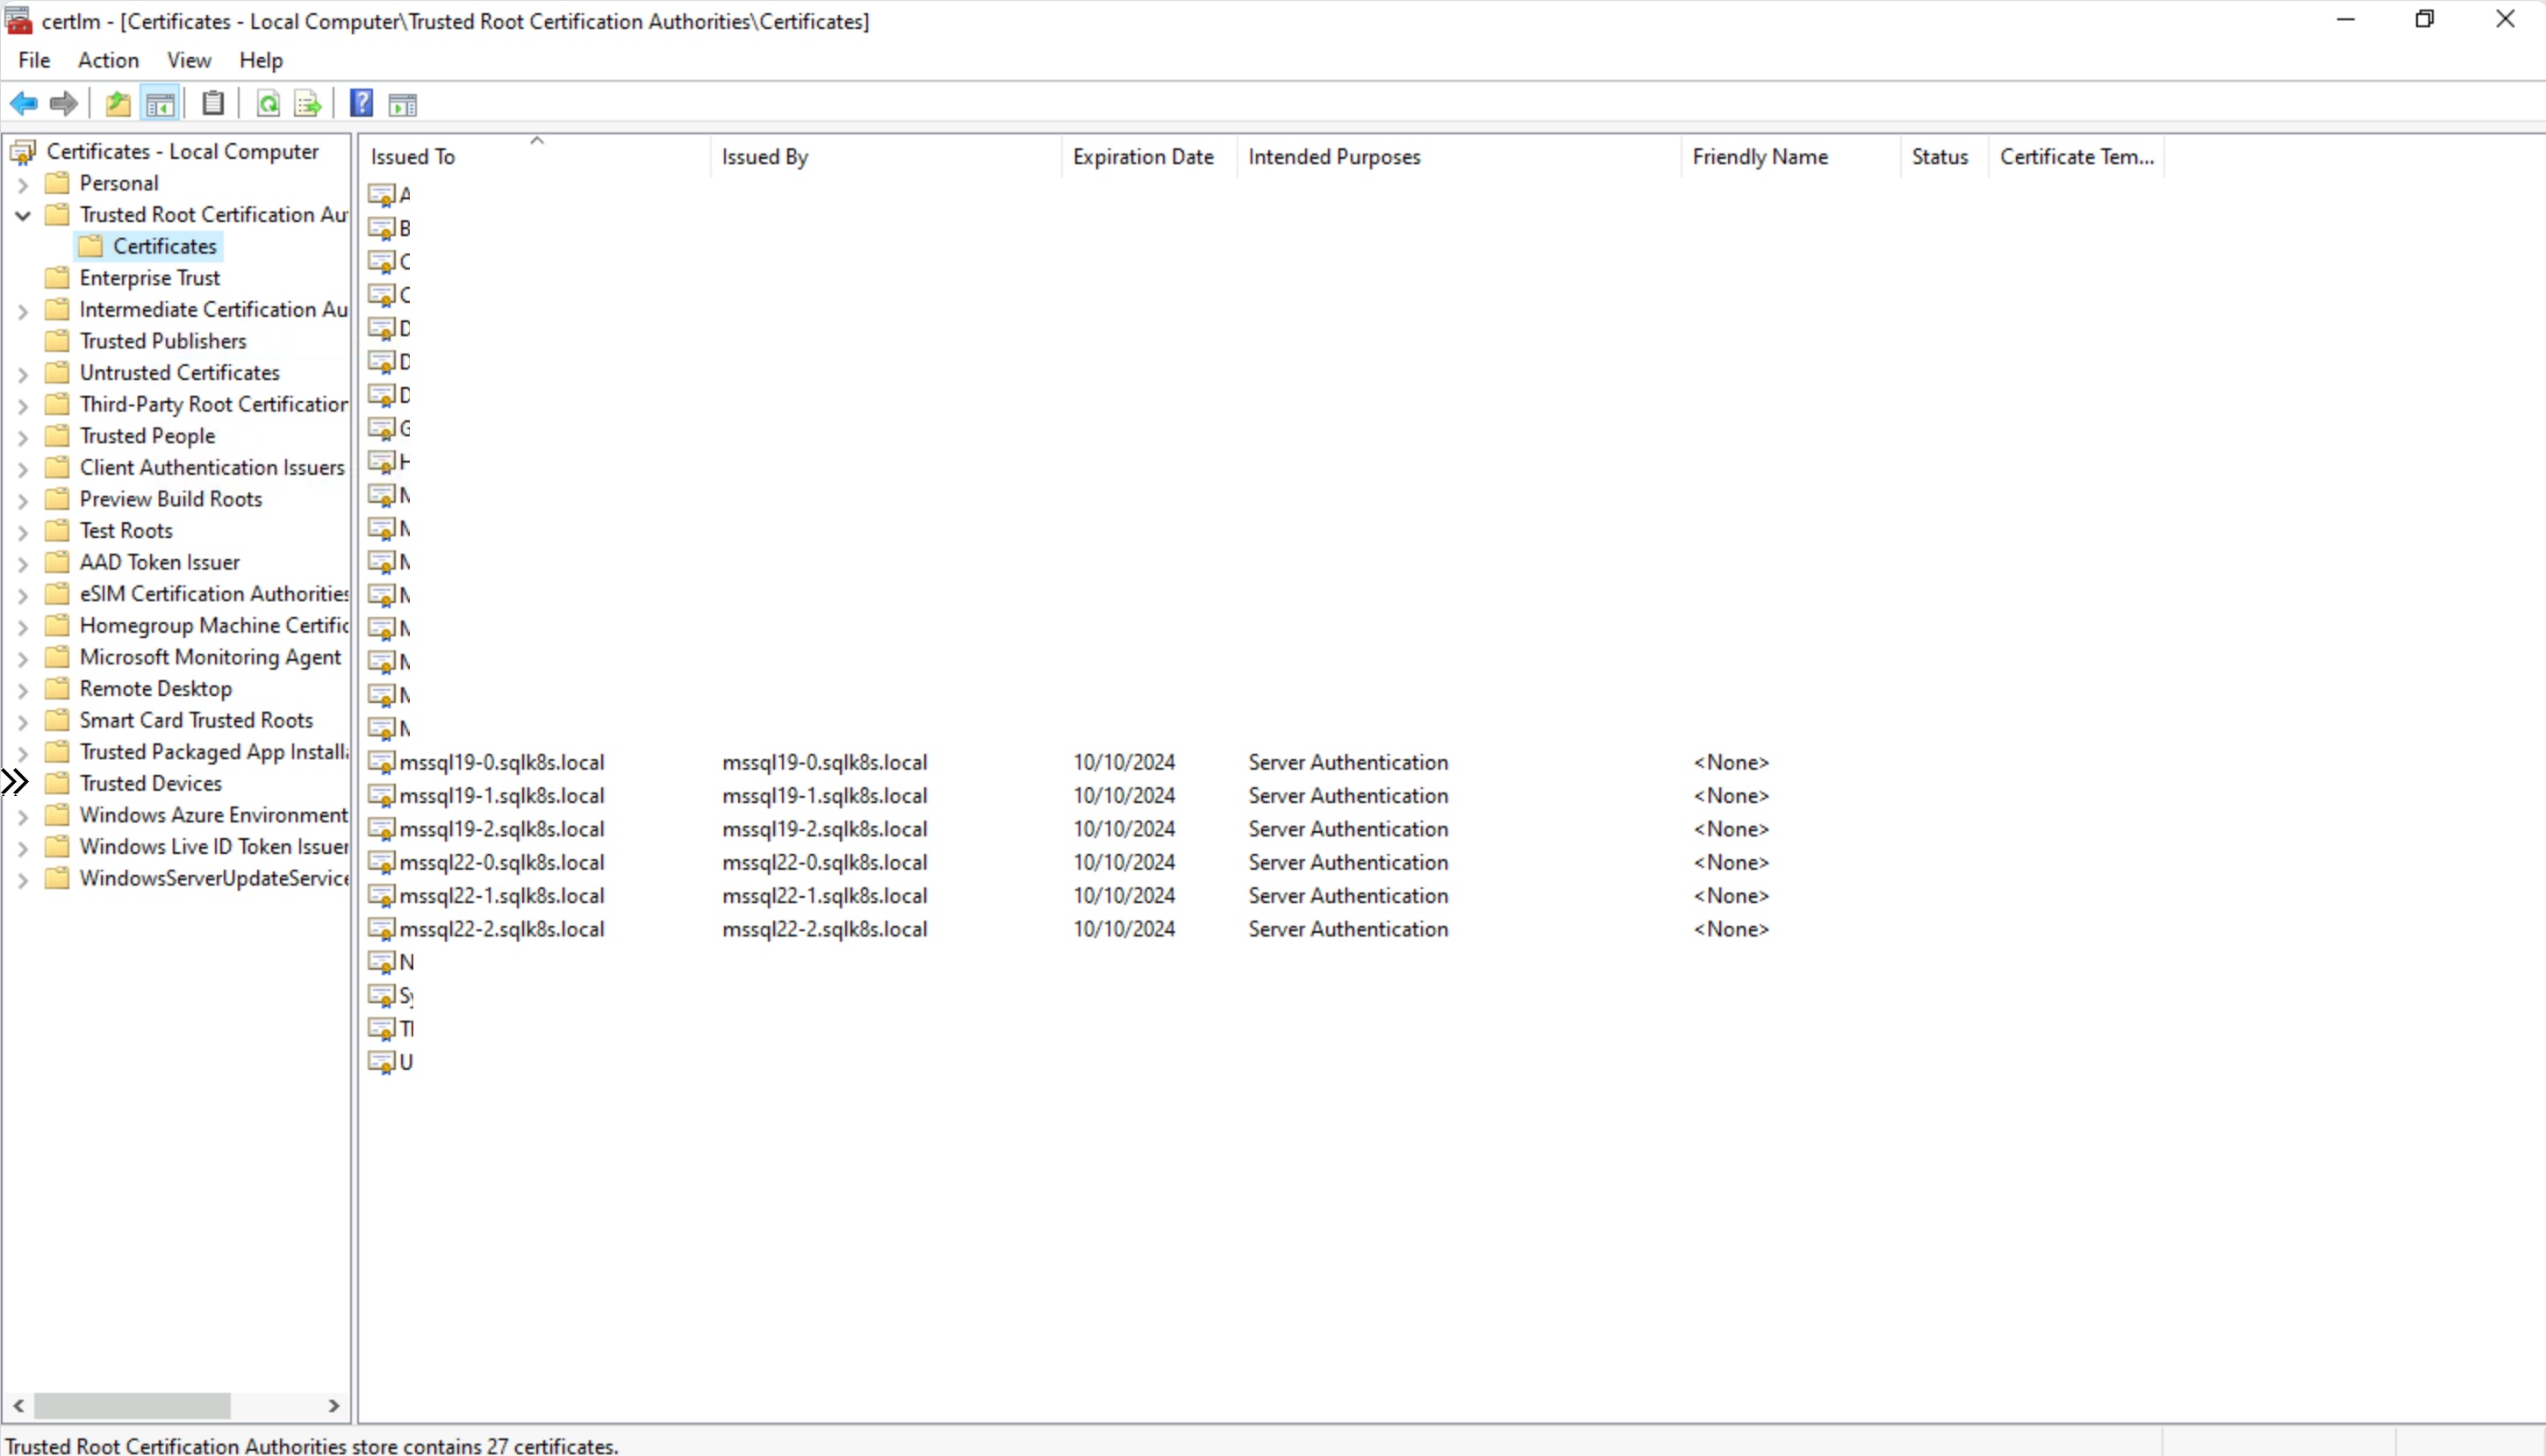 certlm - [Certificates - Local Computer\Trusted Root Certification Authorities\Certificates]
File Action View Help
Certificates - Local Computer
Personal
Trusted Root Certification Au
Certificates
Enterprise Trust
Intermediate Certification Au
Trusted Publishers
Untrusted Certificates
Third-Party Root Certification
Trusted People
Client Authentication Issuers
Preview Build Roots
Test Roots
AAD Token Issuer
eSIM Certification Authorities
Homegroup Machine Certific
Microsoft Monitoring Agent
Remote Desktop
Smart Card Trusted Roots
Trusted Packaged App Installa
Trusted Devices
Windows Azure Environment
Windows Live ID Token Issuer
WindowsServerUpdateService
Issued To Issued By Expiration Date Intended Purposes Friendly Name Status Certificate Tem...
A
B
C
C
D
D
D
G
H
M
M
M
M
M
M
M
M
mssql19-0.sqlk8s.local mssql19-0.sqlk8s.local 10/10/2024 Server Authentication <None>
mssql19-1.sqlk8s.local mssql19-1.sqlk8s.local 10/10/2024 Server Authentication <None>
mssql19-2.sqlk8s.local mssql19-2.sqlk8s.local 10/10/2024 Server Authentication <None>
mssql22-0.sqlk8s.local mssql22-0.sqlk8s.local 10/10/2024 Server Authentication <None>
mssql22-1.sqlk8s.local mssql22-1.sqlk8s.local 10/10/2024 Server Authentication <None>
mssql22-2.sqlk8s.local mssql22-2.sqlk8s.local 10/10/2024 Server Authentication <None>
N
Sy
Tl
U
Trusted Root Certification Authorities store contains 27 certificates.